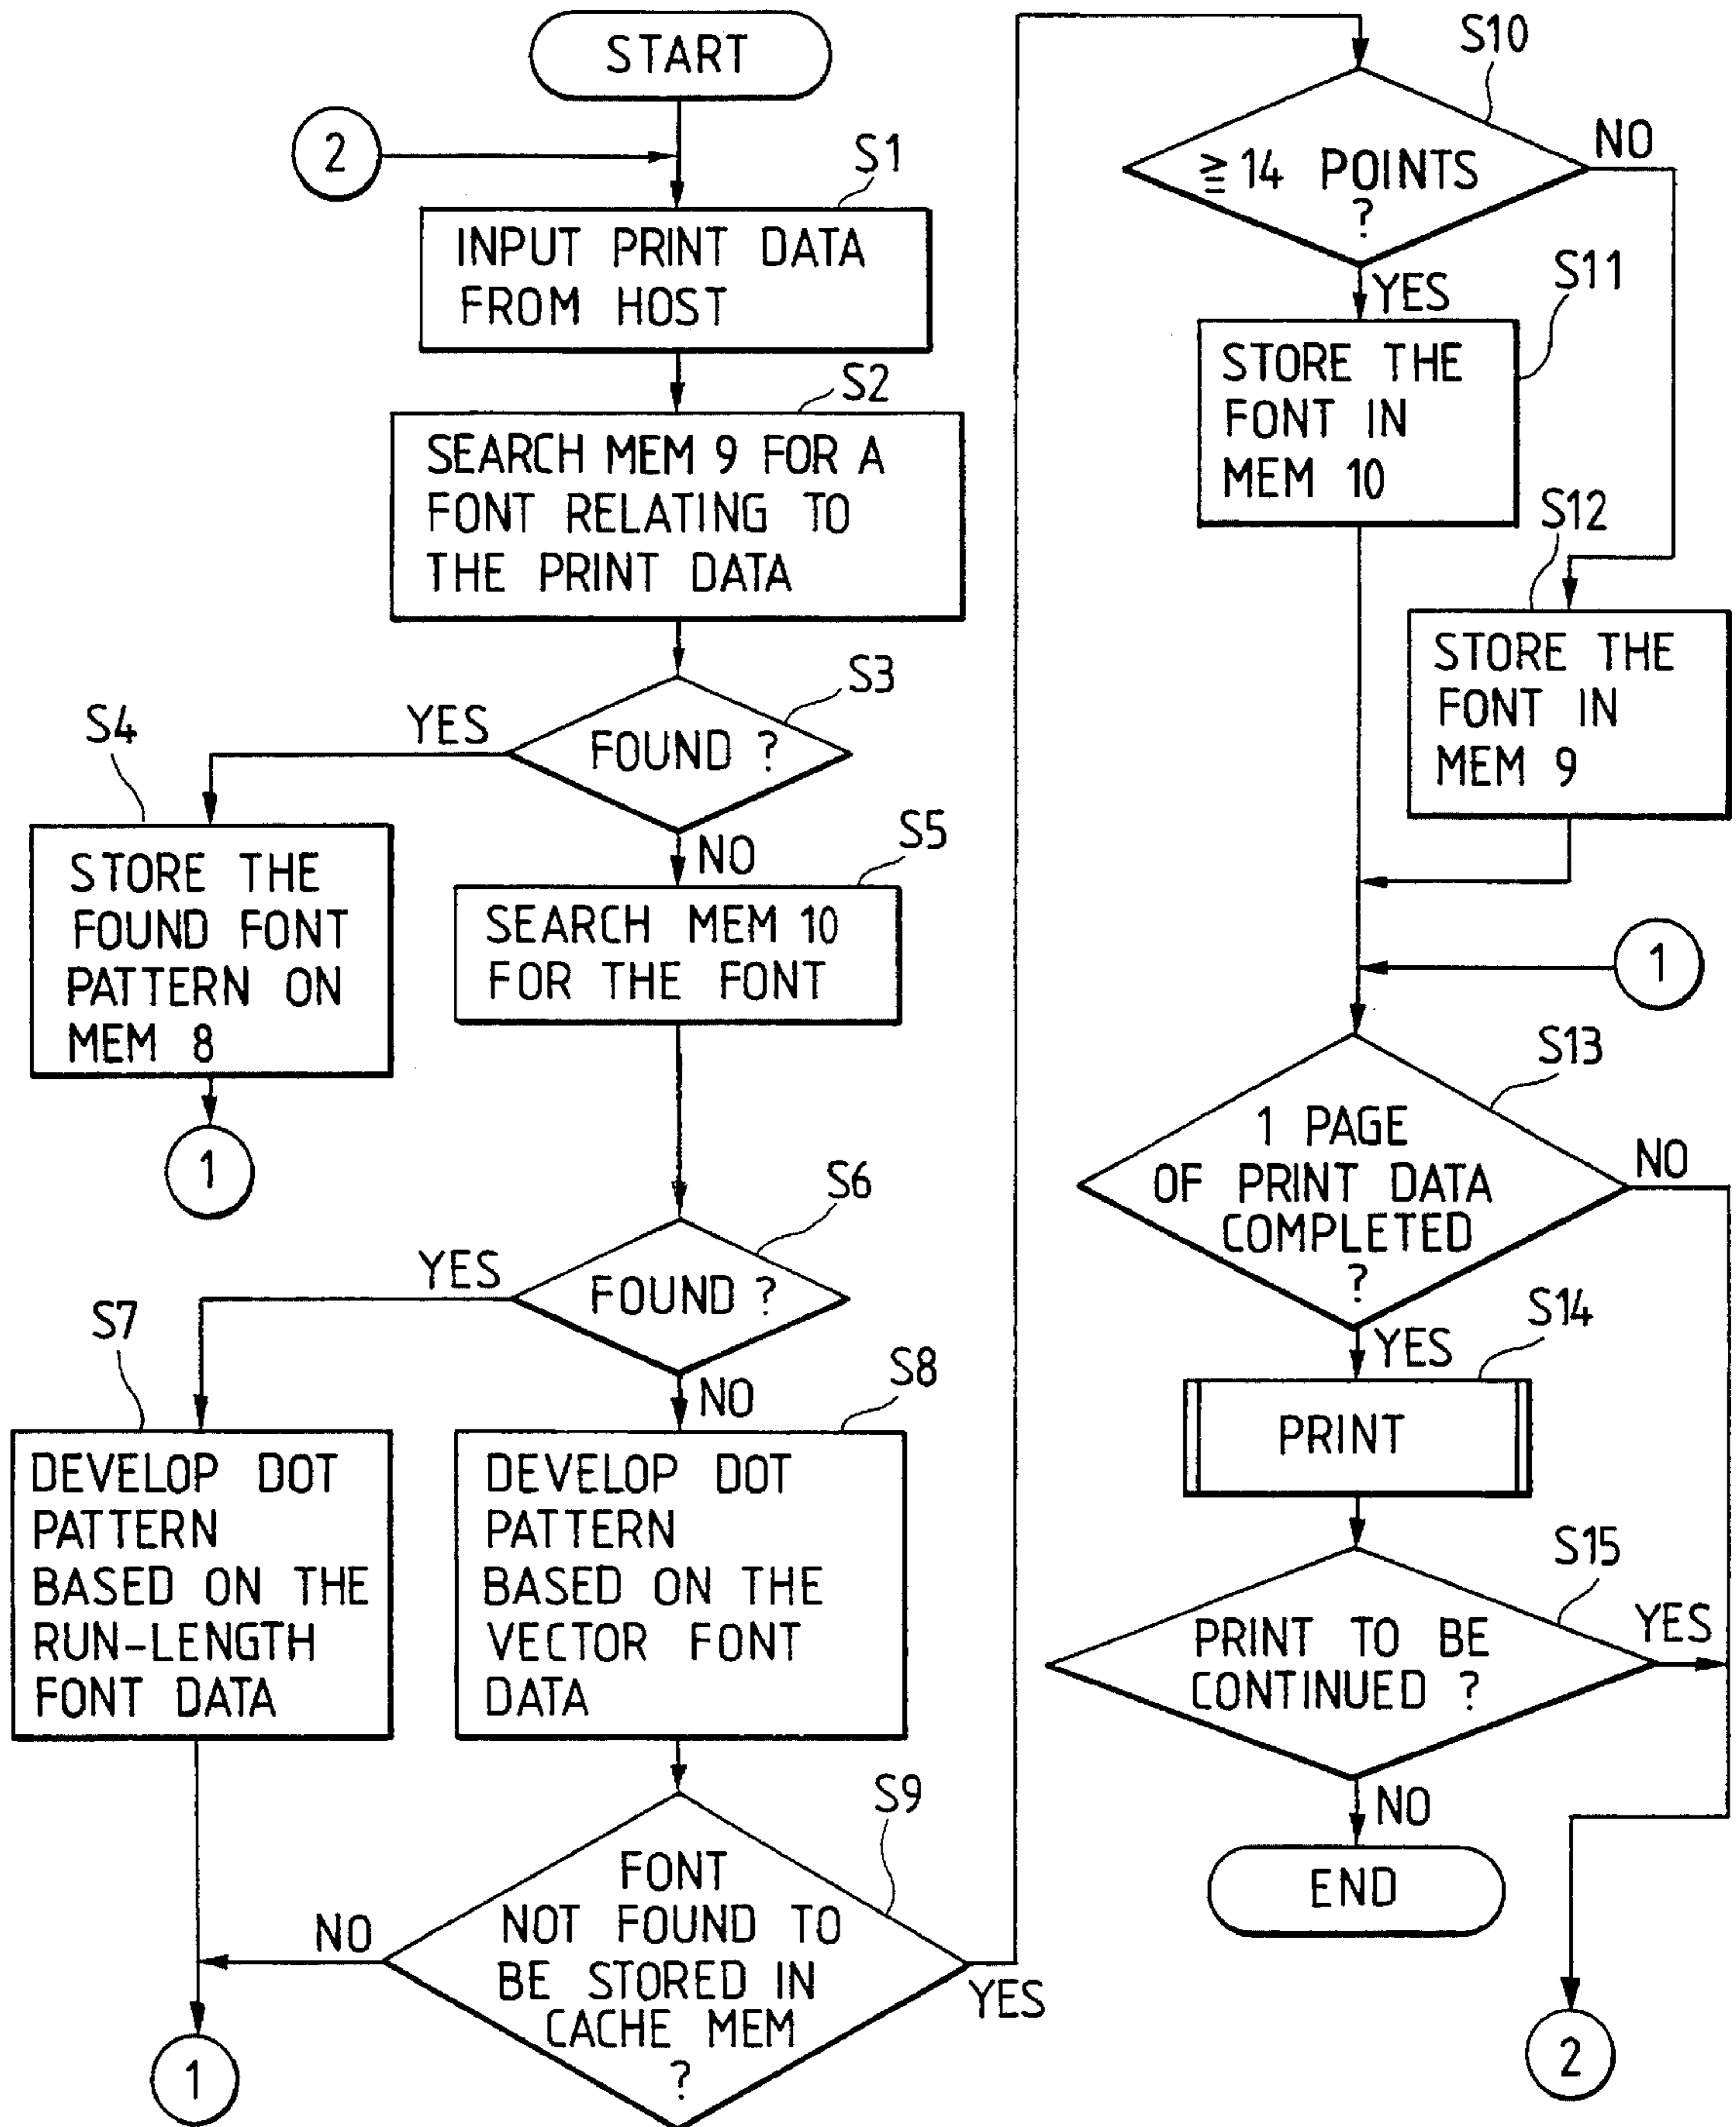 START
2
S1
INPUT PRINT DATA
FROM HOST
S2
SEARCH MEM 9 FOR A
FONT RELATING TO
THE PRINT DATA
S3
FOUND ?
YES
NO
S4
STORE THE
FOUND FONT
PATTERN ON
MEM 8
1
S5
SEARCH MEM 10
FOR THE FONT
S6
FOUND ?
YES
NO
S7
DEVELOP DOT
PATTERN
BASED ON THE
RUN-LENGTH
FONT DATA
S8
DEVELOP DOT
PATTERN
BASED ON THE
VECTOR FONT
DATA
S9
FONT
NOT FOUND TO
BE STORED IN
CACHE MEM
?
NO
YES
1
S10
≧ 14 POINTS
?
NO
YES
S11
STORE THE
FONT IN
MEM 10
S12
STORE THE
FONT IN
MEM 9
1
S13
1 PAGE
OF PRINT DATA
COMPLETED
?
NO
YES
S14
PRINT
S15
PRINT TO BE
CONTINUED ?
YES
NO
END
2